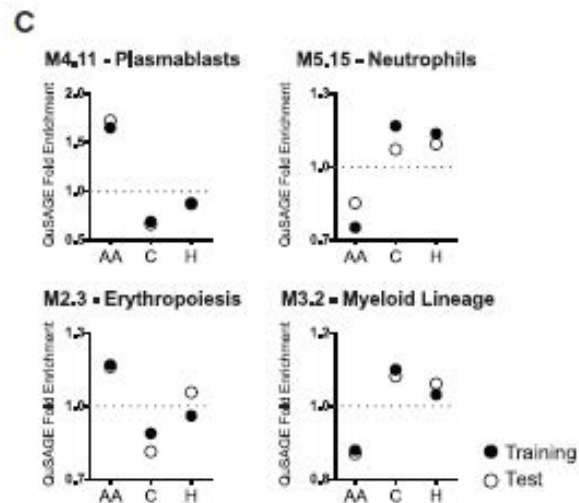 C
M4.11 - Plasmablasts
QuSAGE Fold Enrichment
2.0
1.5
1.0
0.5
AA C H
M5.15 - Neutrophils
QuSAGE Fold Enrichment
1.3
1.0
0.7
AA C H
M2.3 - Erythropoiesis
QuSAGE Fold Enrichment
1.3
1.0
0.7
AA C H
M3.2 - Myeloid Lineage
QuSAGE Fold Enrichment
1.2
1.0
0.8
AA C H
Training
Test